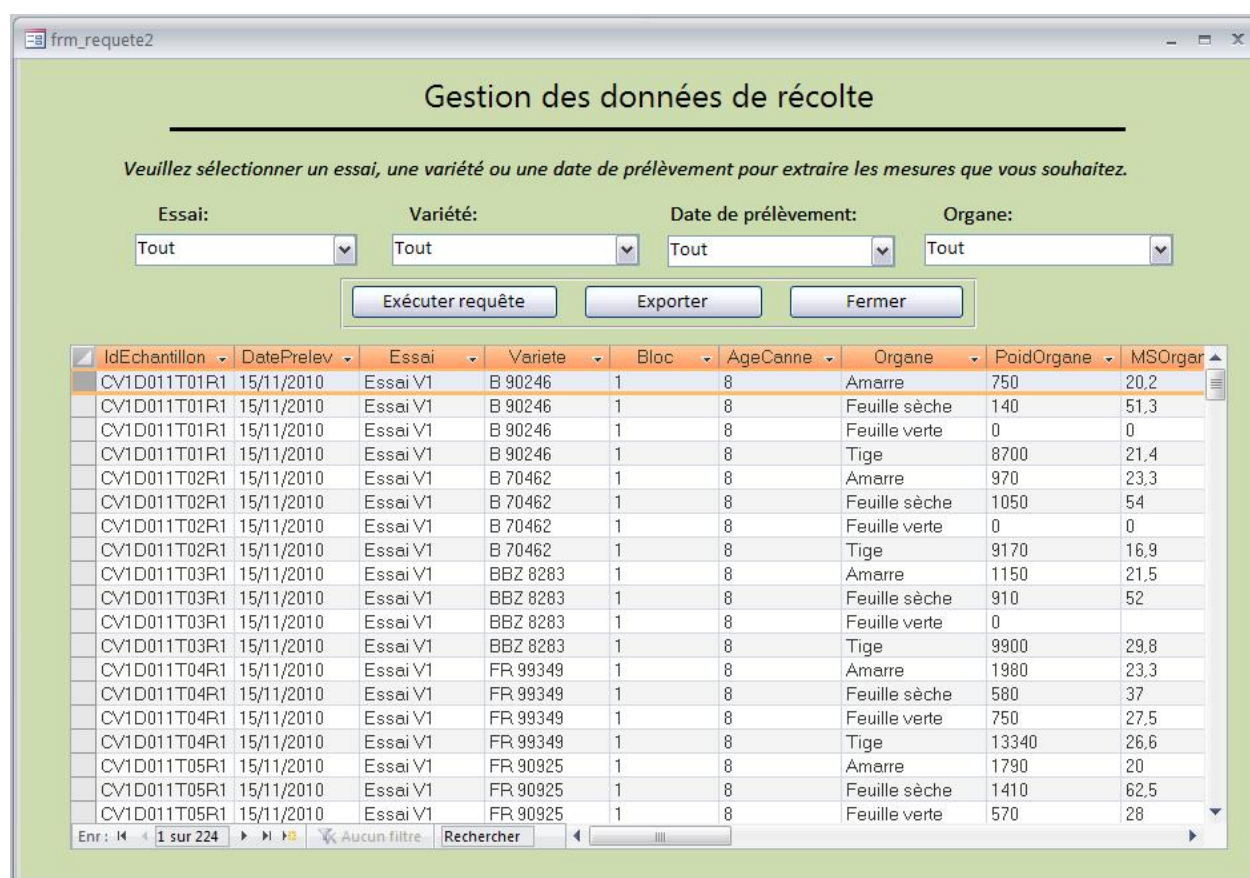 frm_requete2
Gestion des données de récolte
Veuillez sélectionner un essai, une variété ou une date de prélèvement pour extraire les mesures que vous souhaitez.
Essai: Variété: Date de prélèvement: Organe:
Tout Tout Tout Tout
Exécuter requête Exporter Fermer
IdEchantillon DatePrelev Essai Variete Bloc AgeCanne Organe PoidOrgane MSOrgar
CV1D011T01R1 15/11/2010 Essai V1 B 90246 1 8 Amarre 750 20,2
CV1D011T01R1 15/11/2010 Essai V1 B 90246 1 8 Feuille sèche 140 51,3
CV1D011T01R1 15/11/2010 Essai V1 B 90246 1 8 Feuille verte 0 0
CV1D011T01R1 15/11/2010 Essai V1 B 90246 1 8 Tige 8700 21,4
CV1D011T02R1 15/11/2010 Essai V1 B 70462 1 8 Amarre 970 23,3
CV1D011T02R1 15/11/2010 Essai V1 B 70462 1 8 Feuille sèche 1050 54
CV1D011T02R1 15/11/2010 Essai V1 B 70462 1 8 Feuille verte 0 0
CV1D011T02R1 15/11/2010 Essai V1 B 70462 1 8 Tige 9170 16,9
CV1D011T03R1 15/11/2010 Essai V1 BBZ 8283 1 8 Amarre 1150 21,5
CV1D011T03R1 15/11/2010 Essai V1 BBZ 8283 1 8 Feuille sèche 910 52
CV1D011T03R1 15/11/2010 Essai V1 BBZ 8283 1 8 Feuille verte 0
CV1D011T03R1 15/11/2010 Essai V1 BBZ 8283 1 8 Tige 9900 29,8
CV1D011T04R1 15/11/2010 Essai V1 FR 99349 1 8 Amarre 1980 23,3
CV1D011T04R1 15/11/2010 Essai V1 FR 99349 1 8 Feuille sèche 580 37
CV1D011T04R1 15/11/2010 Essai V1 FR 99349 1 8 Feuille verte 750 27,5
CV1D011T04R1 15/11/2010 Essai V1 FR 99349 1 8 Tige 13340 26,6
CV1D011T05R1 15/11/2010 Essai V1 FR 90925 1 8 Amarre 1790 20
CV1D011T05R1 15/11/2010 Essai V1 FR 90925 1 8 Feuille sèche 1410 62,5
CV1D011T05R1 15/11/2010 Essai V1 FR 90925 1 8 Feuille verte 570 28
Enr : 1 sur 224 Aucun filtre Rechercher